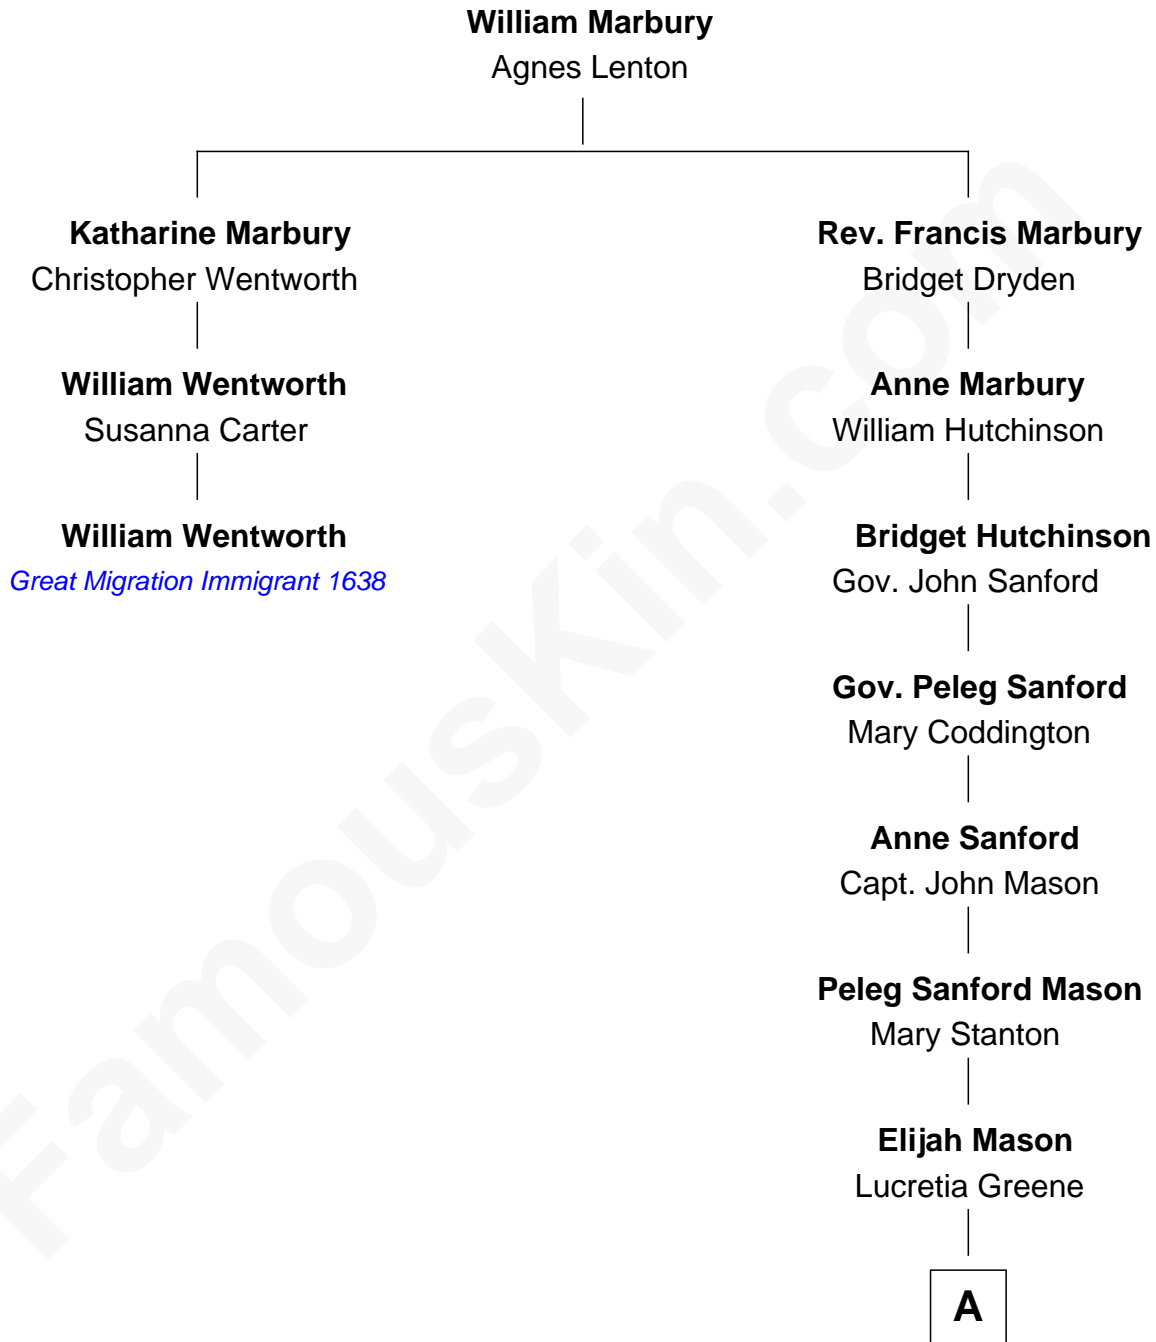 William Marbury
Agnes Lenton
Katharine Marbury
Christopher Wentworth
William Wentworth
Susanna Carter
William Wentworth
Great Migration Immigrant 1638
Rev. Francis Marbury
Bridget Dryden
Anne Marbury
William Hutchinson
Bridget Hutchinson
Gov. John Sanford
Gov. Peleg Sanford
Mary Coddington
Anne Sanford
Capt. John Mason
Peleg Sanford Mason
Mary Stanton
Elijah Mason
Lucretia Greene
A
FamousKin.com